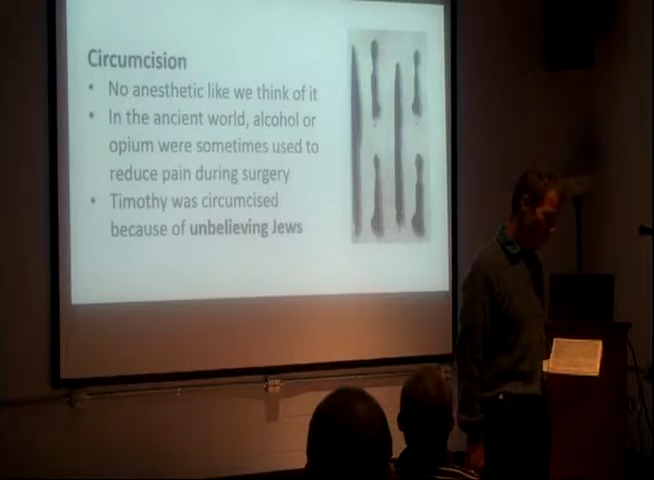 Circumcision
• No anesthetic like we think of it
• In the ancient world, alcohol or
opium were sometimes used to
reduce pain during surgery
• Timothy was circumcised
because of unbelieving Jews